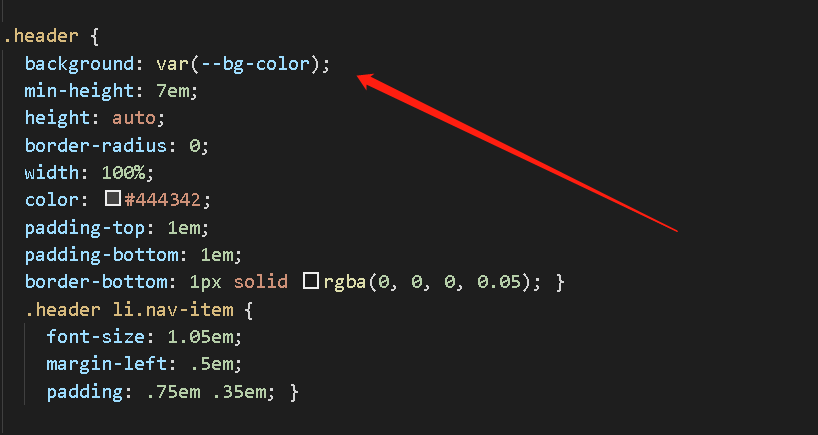 .header {
background: var(--bg-color);
min-height: 7em;
height: auto;
border-radius: 0;
width: 100%;
color: #444342;
padding-top: 1em;
padding-bottom: 1em;
border-bottom: 1px solid rgba(0, 0, 0, 0.05); }
.header li.nav-item {
font-size: 1.05em;
margin-left: .5em;
padding: .75em .35em; }